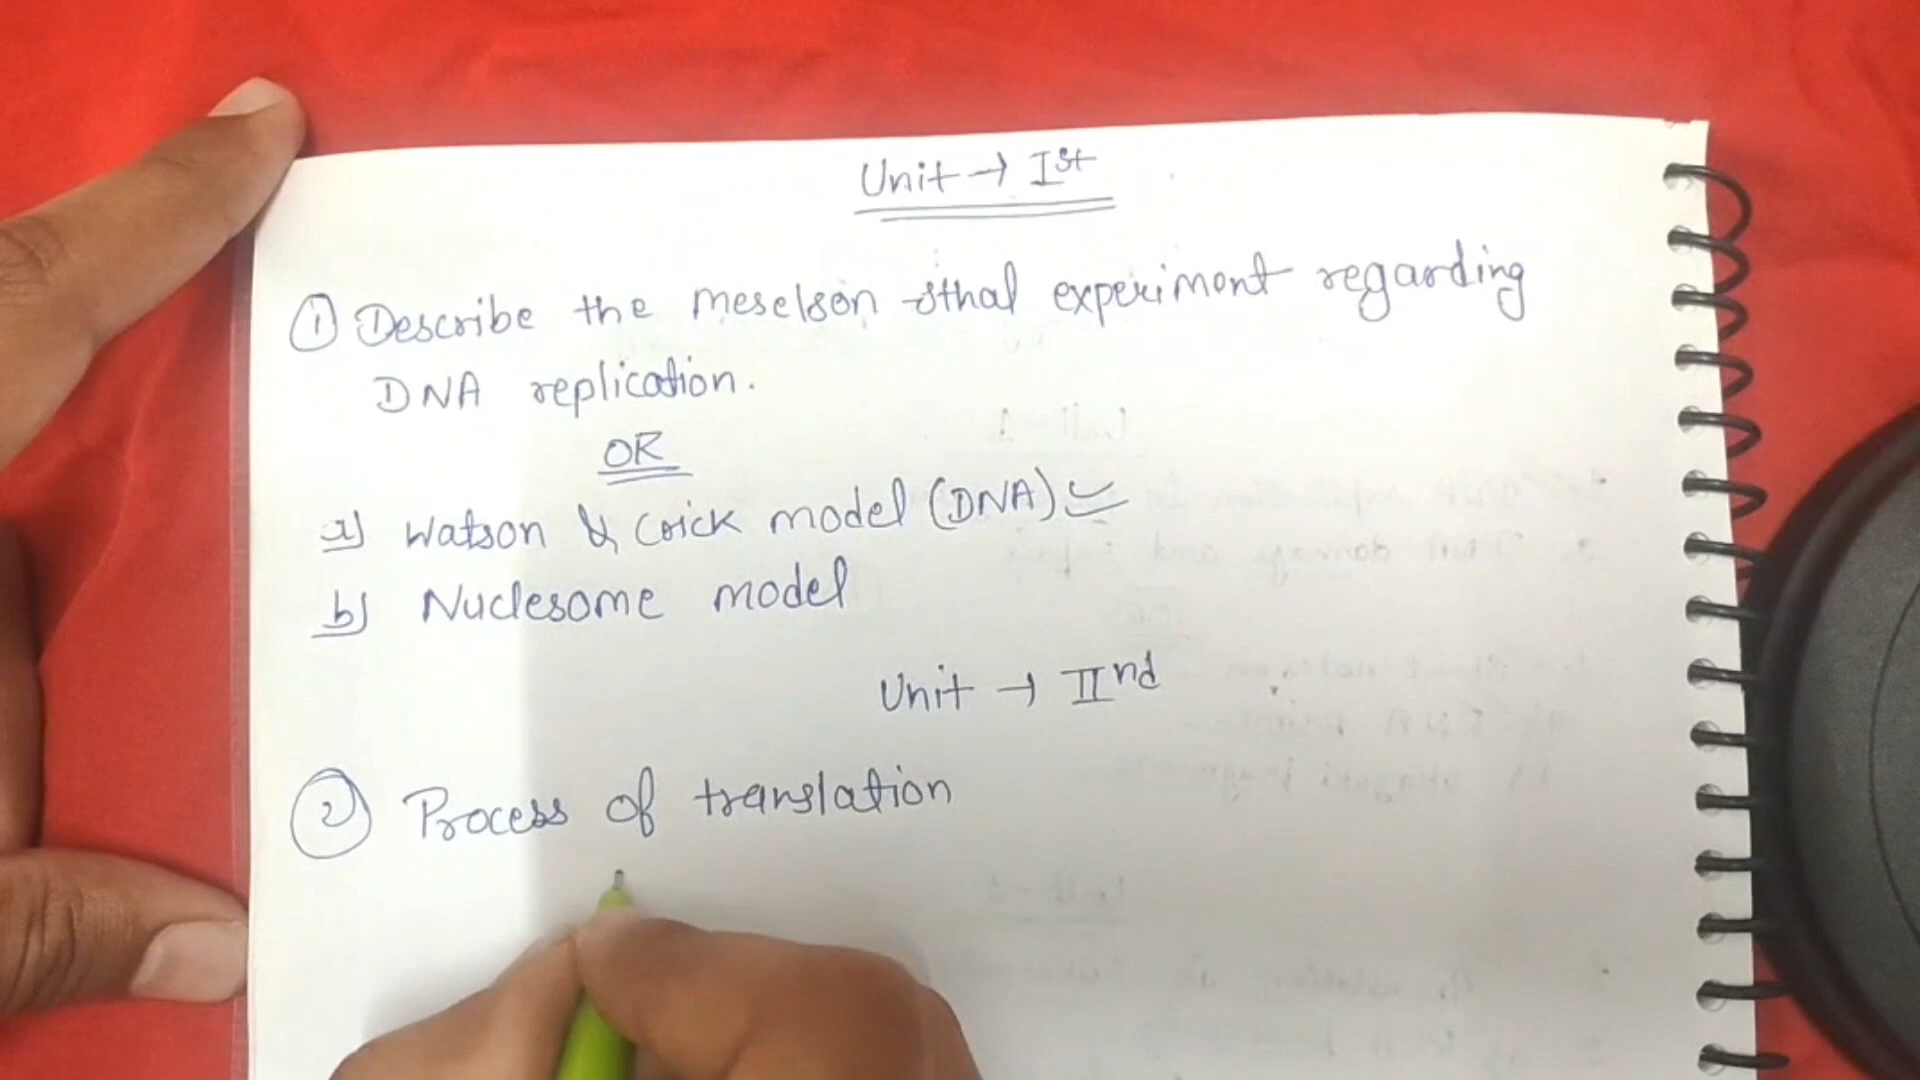 Unit → Ist
① Describe the meselson sthal experiment regarding
DNA replication.
OR
a) Watson & Crick model (DNA)
b) Nuclesome model
Unit → IInd
② Process of translation